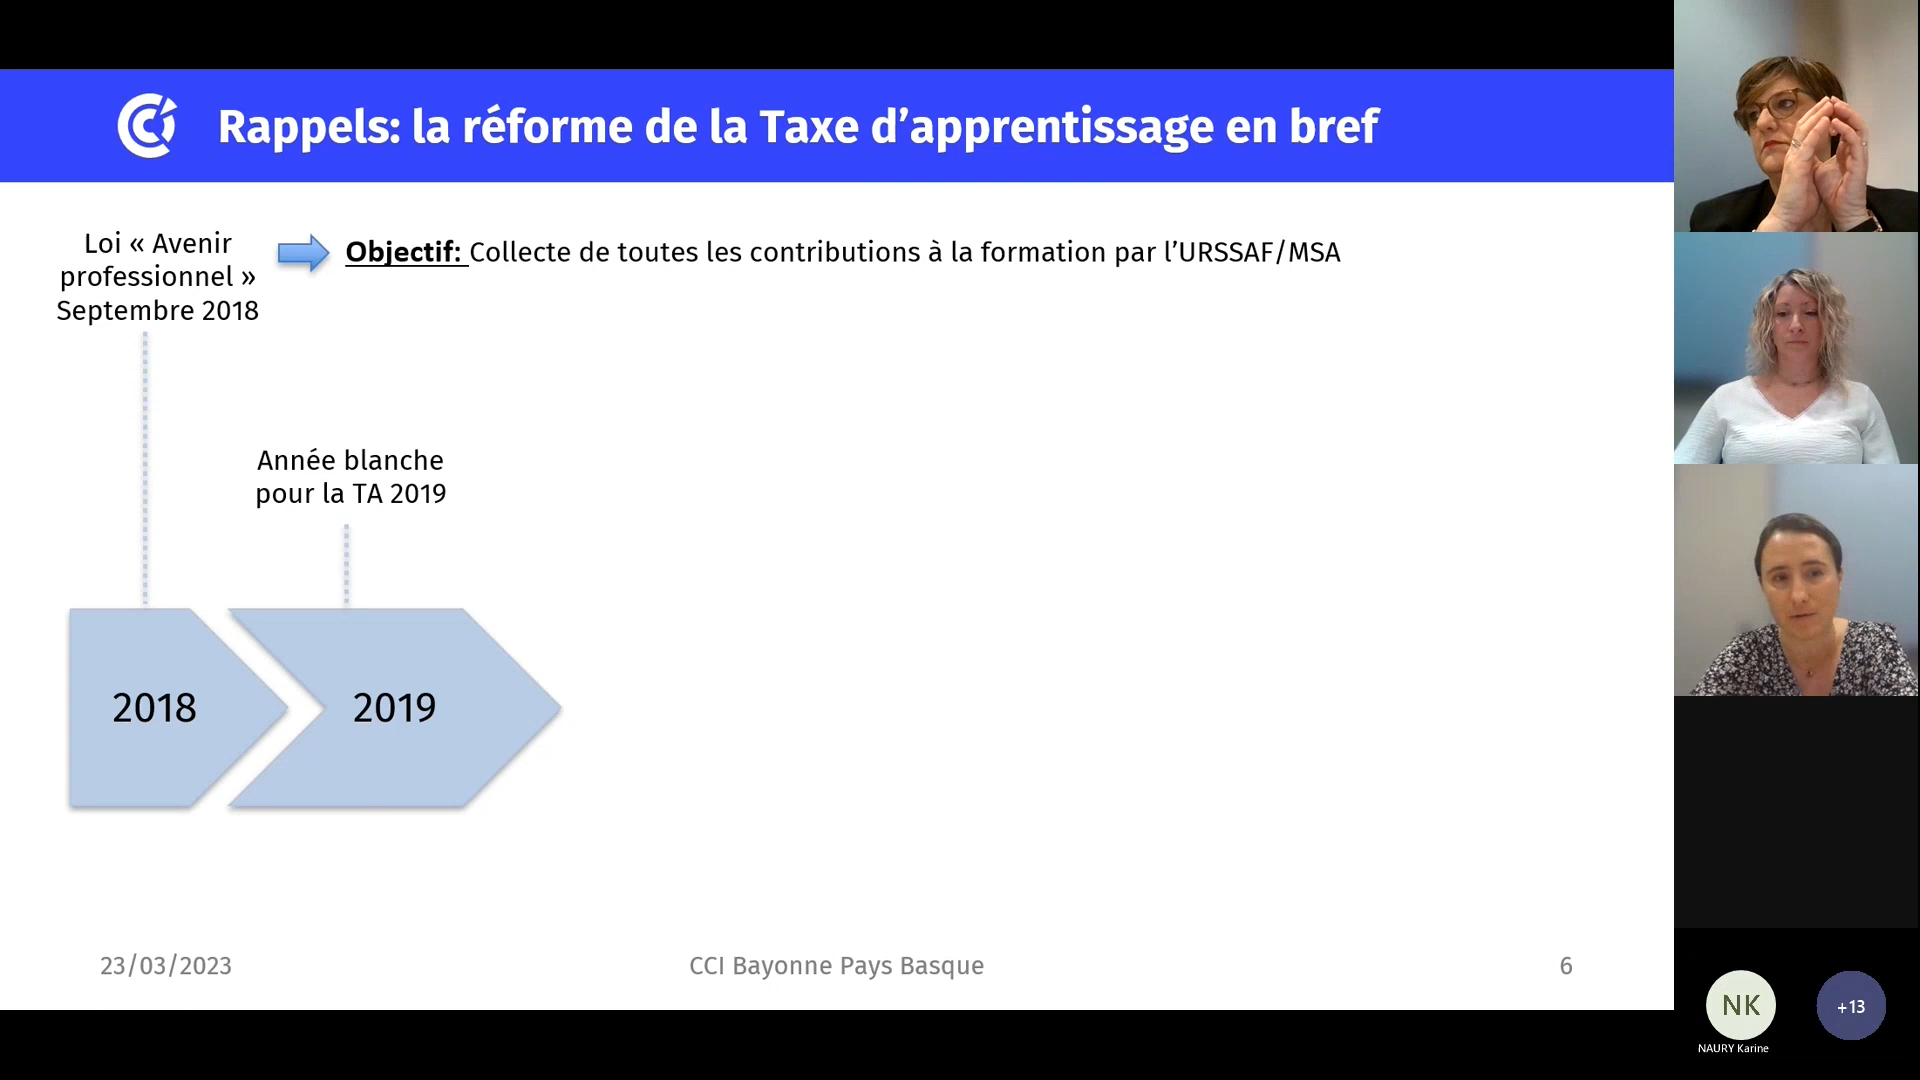 Rappels: la réforme de la Taxe d’apprentissage en bref
Loi « Avenir
professionnel »
Septembre 2018
Objectif: Collecte de toutes les contributions à la formation par l’URSSAF/MSA
Année blanche
pour la TA 2019
2018
2019
23/03/2023
CCI Bayonne Pays Basque
6
NK
NAURY Karine
+13